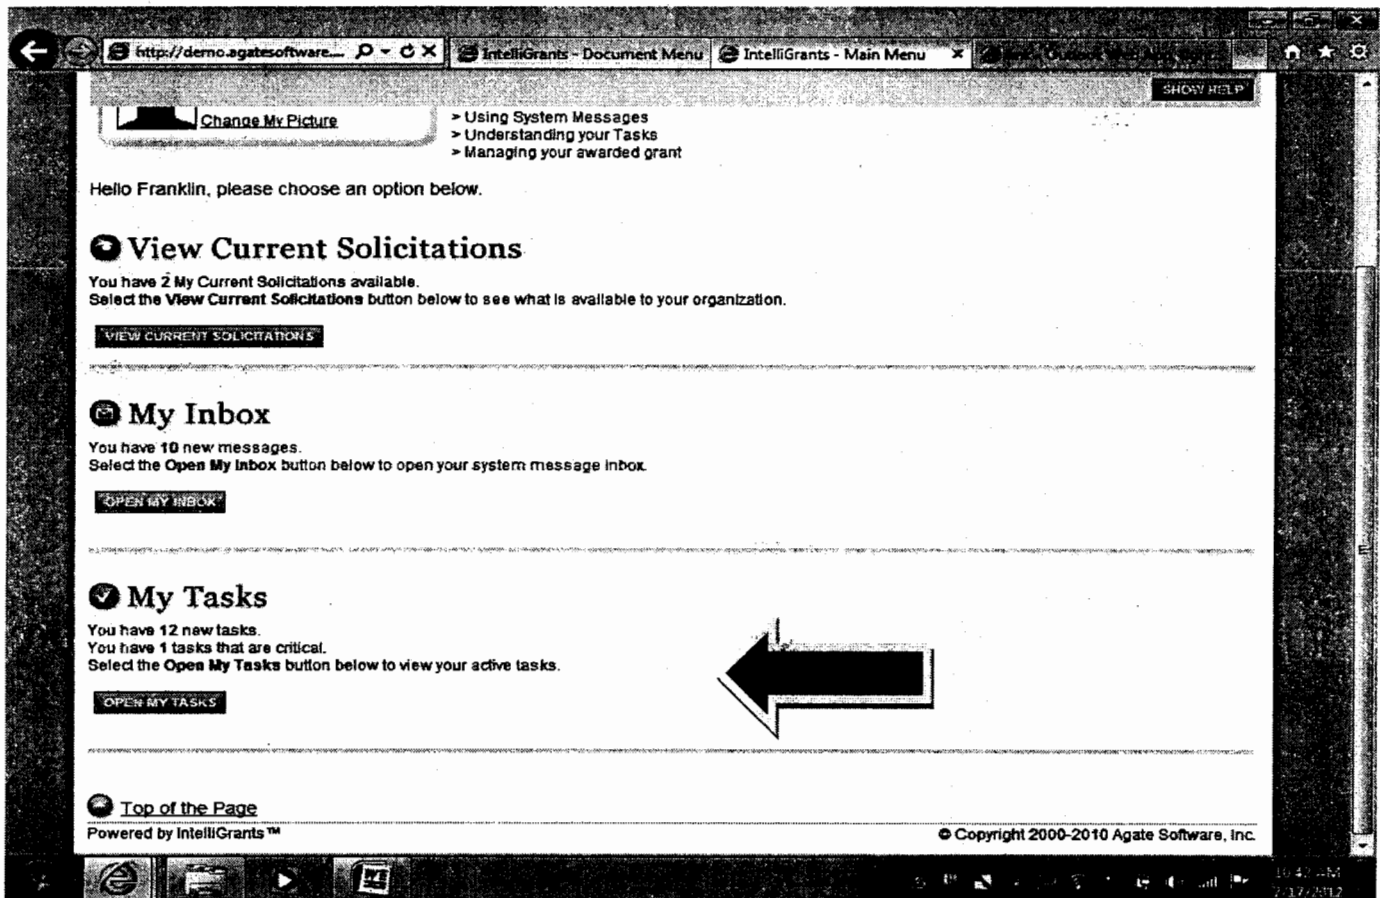 http://demo.agatesoftware....
IntelliGrants - Document Menu
IntelliGrants - Main Menu
SHOW HELP
Change My Picture
> Using System Messages
> Understanding your Tasks
> Managing your awarded grant
Hello Franklin, please choose an option below.
View Current Solicitations
You have 2 My Current Solicitations available.
Select the View Current Solicitations button below to see what is available to your organization.
VIEW CURRENT SOLICITATIONS
My Inbox
You have 10 new messages.
Select the Open My Inbox button below to open your system message inbox.
OPEN MY INBOX
My Tasks
You have 12 new tasks.
You have 1 tasks that are critical.
Select the Open My Tasks button below to view your active tasks.
OPEN MY TASKS
Top of the Page
Powered by IntelliGrants™
© Copyright 2000-2010 Agate Software, Inc.
10:42 AM